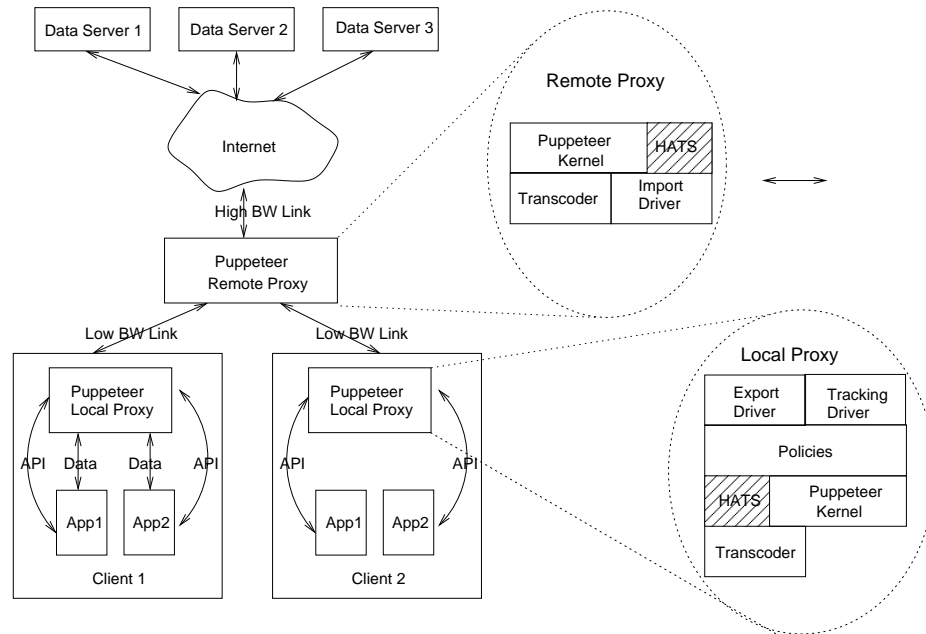 Data Server 1
Data Server 2
Data Server 3
Internet
High BW Link
Puppeteer
Remote Proxy
Low BW Link
Low BW Link
Puppeteer
Local Proxy
API
Data
Data
API
App1
App2
Client 1
Puppeteer
Local Proxy
API
API
App1
App2
Client 2
Remote Proxy
Puppeteer
Kernel
HATS
Transcoder
Import
Driver
Local Proxy
Export
Driver
Tracking
Driver
Policies
HATS
Puppeteer
Kernel
Transcoder